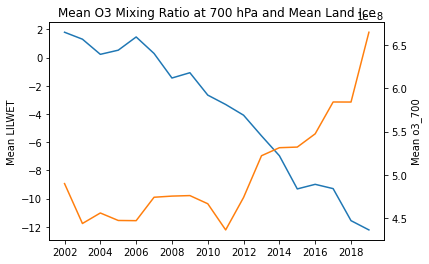 Mean O3 Mixing Ratio at 700 hPa and Mean Land Ice
1e−8
2
0
−2
−4
−6
−8
−10
−12
Mean LILWET
6.5
6.0
5.5
5.0
4.5
Mean o3_700
2002 2004 2006 2008 2010 2012 2014 2016 2018